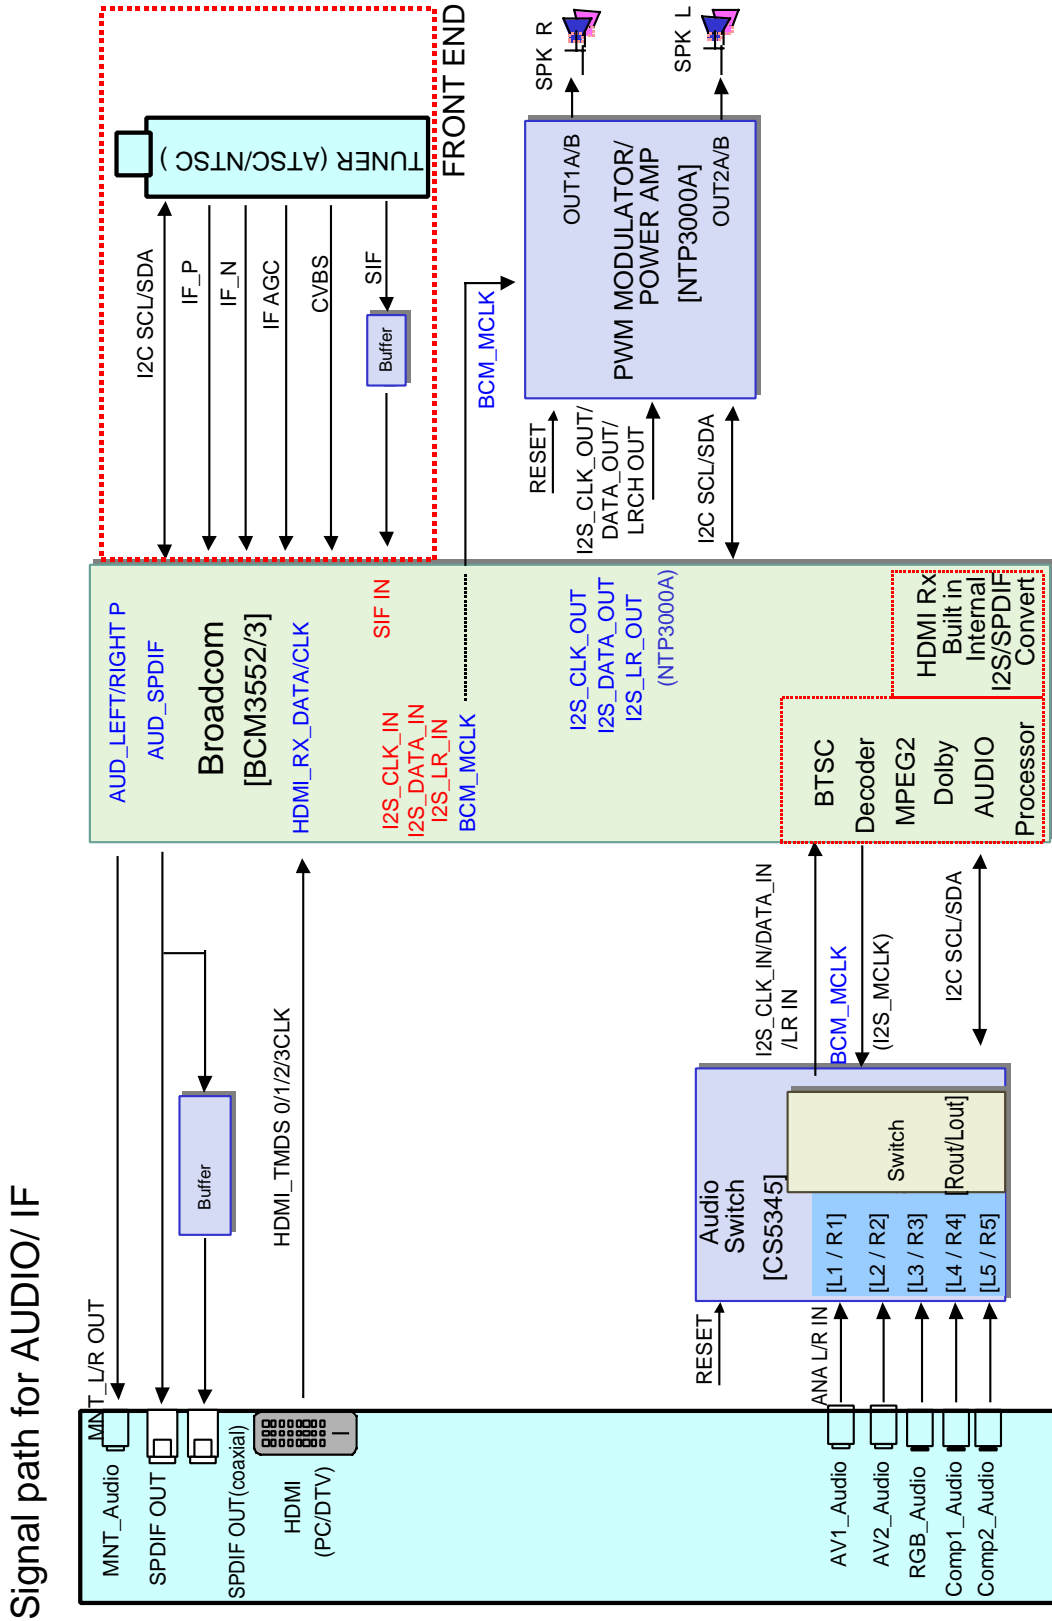 Signal path for AUDIO/ IF
MNT_Audio
SPDIF OUT
SPDIF OUT(coaxial)
HDMI
(PC/DTV)
AV1_Audio
AV2_Audio
RGB_Audio
Comp1_Audio
Comp2_Audio
MNT_L/R OUT
Buffer
HDMI_TMDS 0/1/2/3CLK
RESET
ANA L/R IN
Audio
Switch
[CS5345]
[L1 / R1]
[L2 / R2]
[L3 / R3]
[L4 / R4]
[L5 / R5]
Switch
[Rout/Lout]
I2S_CLK_IN/DATA_IN
/LR IN
BCM_MCLK
(I2S_MCLK)
I2C SCL/SDA
AUD_LEFT/RIGHT P
AUD_SPDIF
Broadcom
[BCM3552/3]
HDMI_RX_DATA/CLK
I2S_CLK_IN
I2S_DATA_IN
I2S_LR_IN
BCM_MCLK
SIF IN
I2S_CLK_OUT
I2S_DATA_OUT
I2S_LR_OUT
(NTP3000A)
BTSC
Decoder
MPEG2
Dolby
AUDIO
Processor
HDMI Rx
Built in
Internal
I2S/SPDIF
Convert
I2C SCL/SDA
IF_P
IF_N
IF AGC
CVBS
SIF
Buffer
TUNER (ATSC/NTSC
)
FRONT END
BCM_MCLK
RESET
I2S_CLK_OUT/
DATA_OUT/
LRCH OUT
I2C SCL/SDA
OUT1A/B
PWM MODULATOR/
POWER AMP
[NTP3000A]
OUT2A/B
SPK R
SPK L